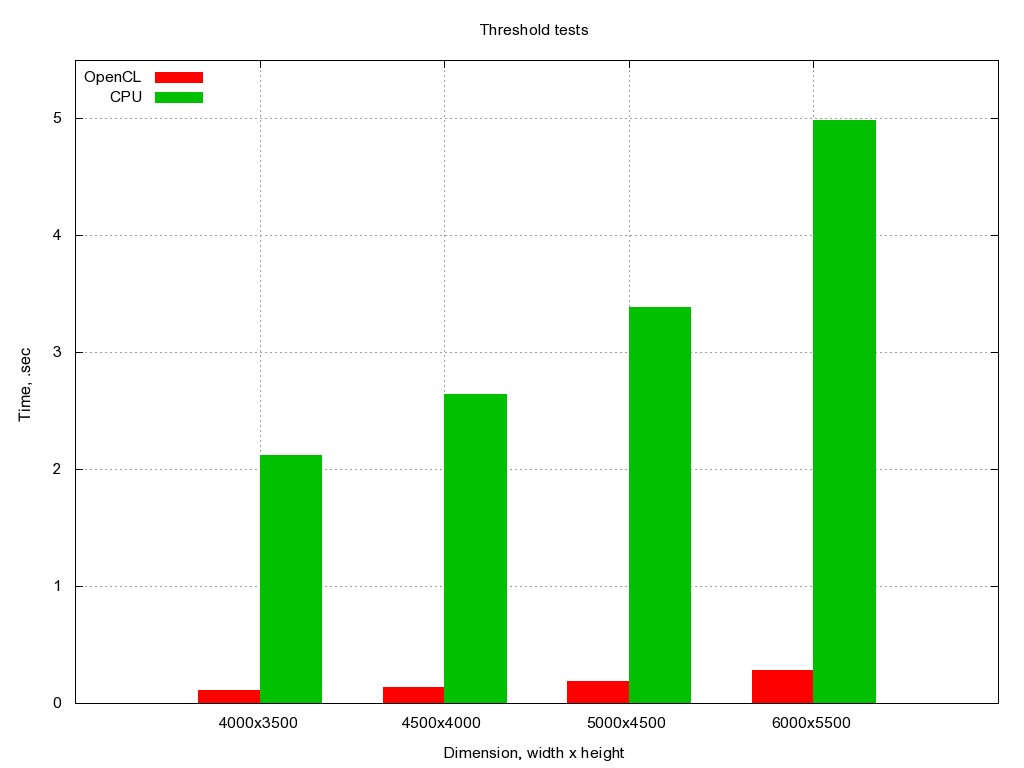 Threshold tests
OpenCL
CPU
5
4
3
2
1
0
Time, .sec
4000x3500
4500x4000
5000x4500
6000x5500
Dimension, width x height